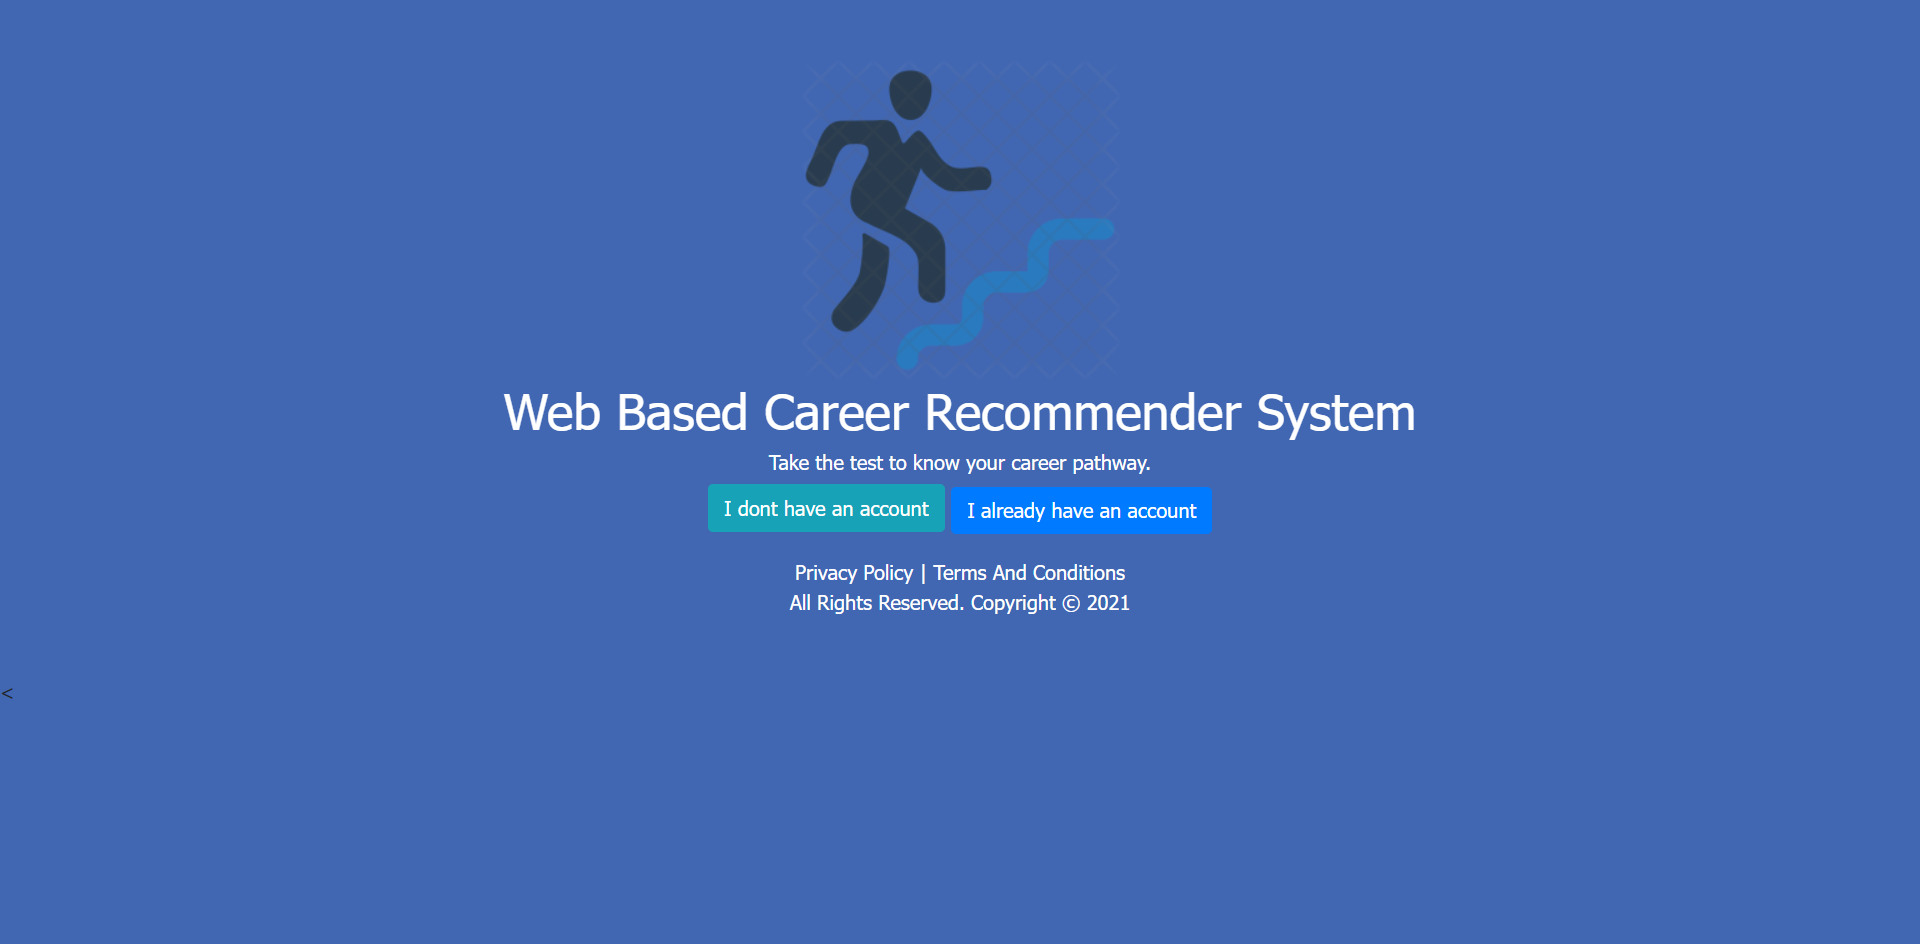 Web Based Career Recommender System
Take the test to know your career pathway.
I dont have an account I already have an account
Privacy Policy | Terms And Conditions
All Rights Reserved. Copyright © 2021
<